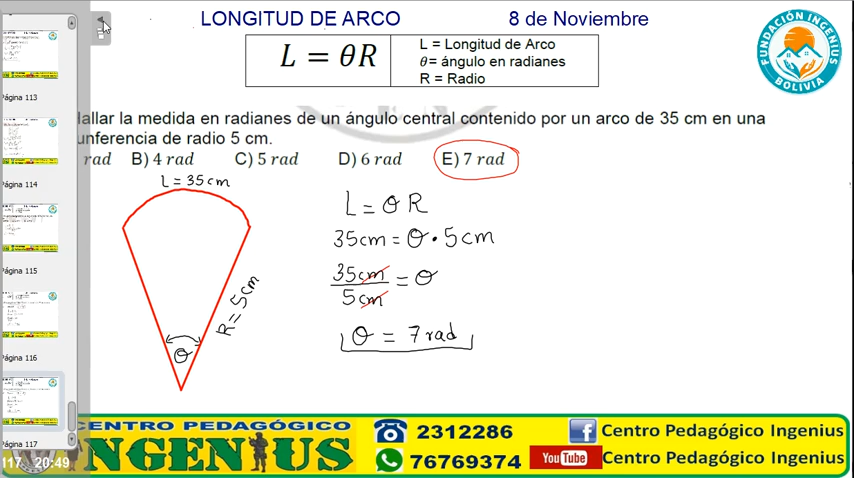 LONGITUD DE ARCO 8 de Noviembre
L = θR
L = Longitud de Arco
θ= ángulo en radianes
R = Radio
FUNDACIÓN INGENIUS
BOLIVIA
allar la medida en radianes de un ángulo central contenido por un arco de 35 cm en una
unferencia de radio 5 cm.
rad B) 4 rad C) 5 rad D) 6 rad E) 7 rad
L = 35cm
R = 5cm
θ
L = θ R
35cm = θ • 5cm
35cm / 5cm = θ
θ = 7 rad
Página 113
Página 114
Página 115
Página 116
Página 117
117 20:49
CENTRO PEDAGÓGICO
INGENIUS
2312286
76769374
Centro Pedagógico Ingenius
YouTube Centro Pedagógico Ingenius